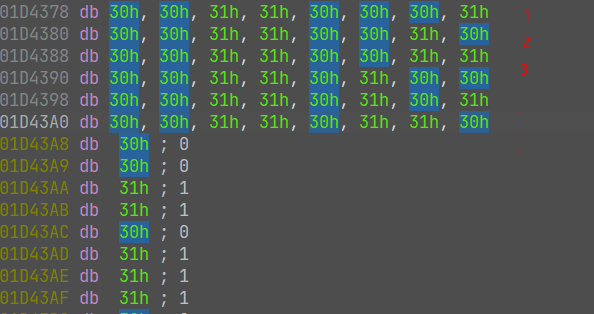 01D4378 db 30h, 30h, 31h, 31h, 30h, 30h, 30h, 31h 1
01D4380 db 30h, 30h, 31h, 31h, 30h, 30h, 31h, 30h 2
01D4388 db 30h, 30h, 31h, 31h, 30h, 30h, 31h, 31h 3
01D4390 db 30h, 30h, 31h, 31h, 30h, 31h, 30h, 30h
01D4398 db 30h, 30h, 31h, 31h, 30h, 31h, 30h, 31h
01D43A0 db 30h, 30h, 31h, 31h, 30h, 31h, 31h, 30h
01D43A8 db 30h ; 0
01D43A9 db 30h ; 0
01D43AA db 31h ; 1
01D43AB db 31h ; 1
01D43AC db 30h ; 0
01D43AD db 31h ; 1
01D43AE db 31h ; 1
01D43AF db 31h ; 1